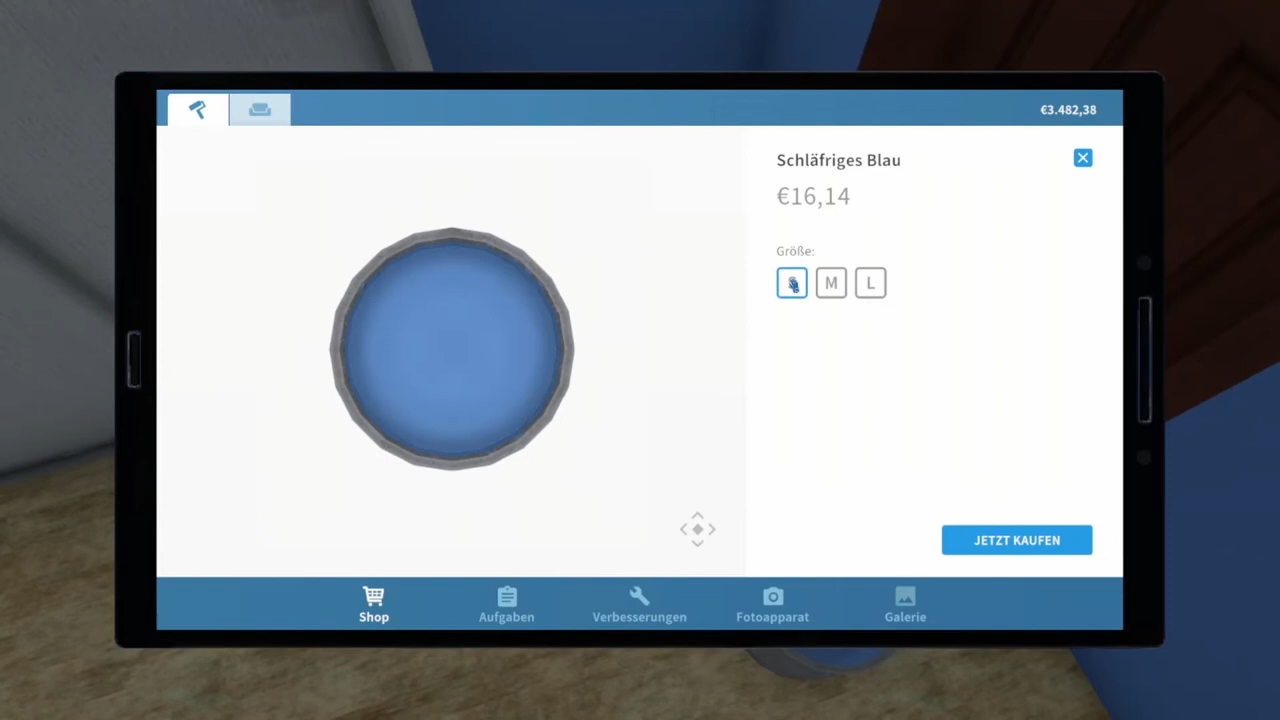 €3.482,38
Schläfriges Blau
€16,14
Größe:
M L
JETZT KAUFEN
Shop Aufgaben Verbesserungen Fotoapparat Galerie